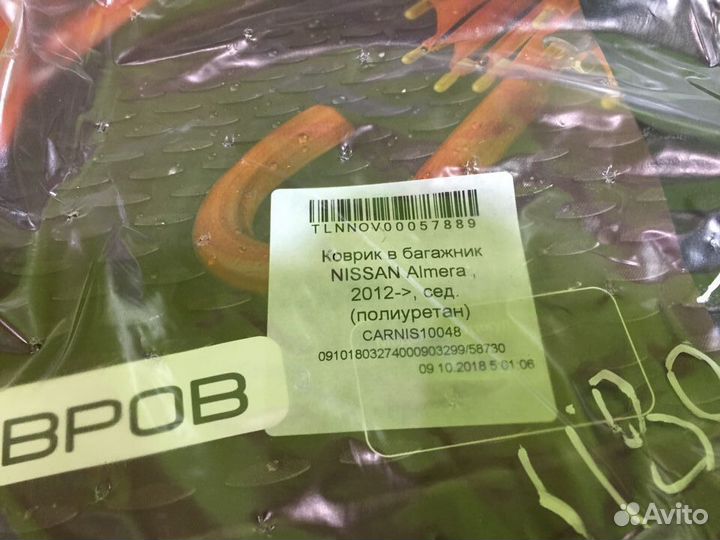 TLNNOV00057889
Коврик в багажник
NISSAN Almera ,
2012->, сед.
(полиуретан)
CARNIS10048
09101803274000903299/58730
09.10.2018 5:01:06
ВРОВ
Avito